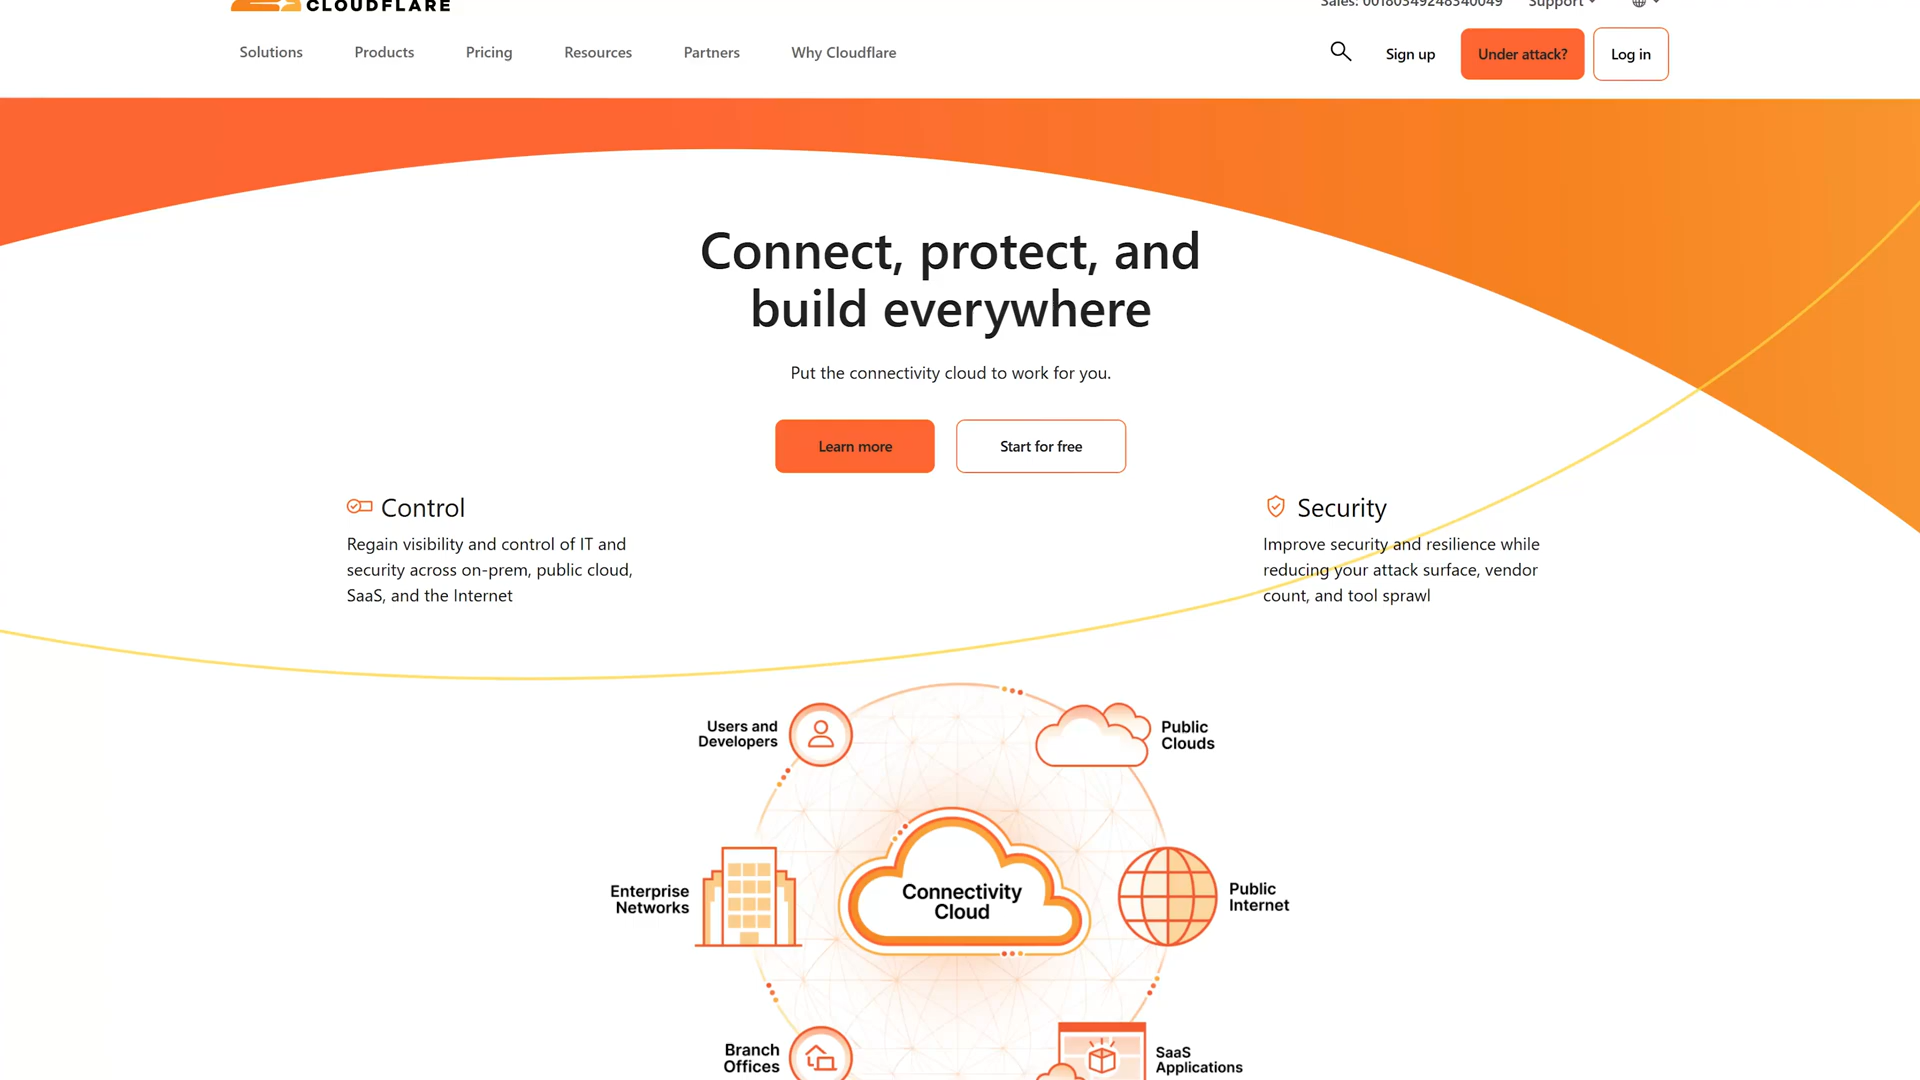 CLOUDFLARE
Sales: 00180349248340049
Support
Solutions
Products
Pricing
Resources
Partners
Why Cloudflare
Sign up
Under attack?
Log in
Connect, protect, and
build everywhere
Put the connectivity cloud to work for you.
Learn more
Start for free
Control
Regain visibility and control of IT and
security across on-prem, public cloud,
SaaS, and the Internet
Security
Improve security and resilience while
reducing your attack surface, vendor
count, and tool sprawl
Users and
Developers
Public
Clouds
Enterprise
Networks
Connectivity
Cloud
Public
Internet
Branch
Offices
SaaS
Applications